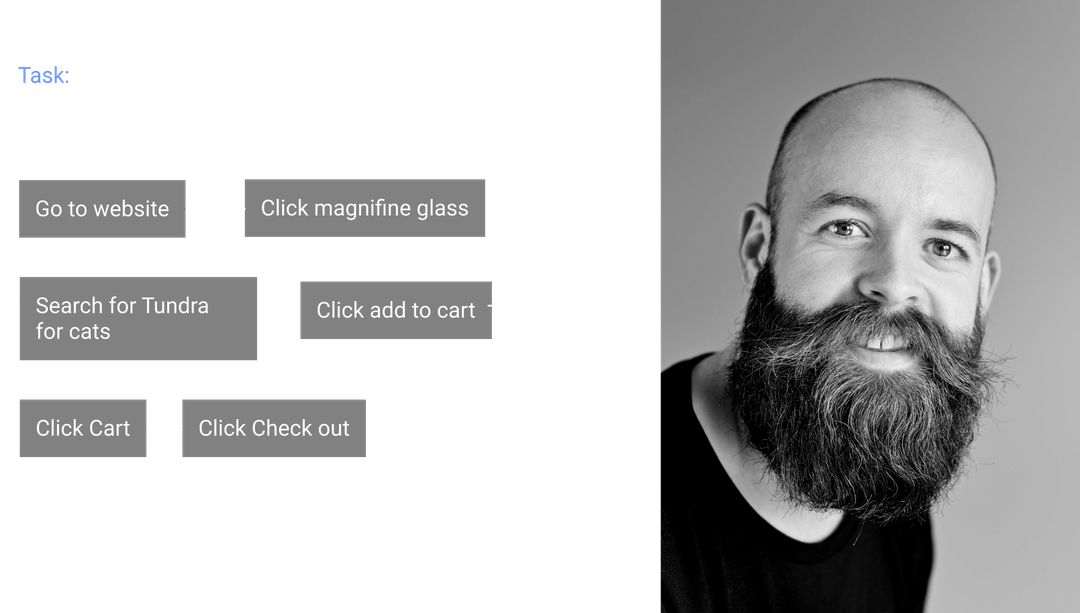 Task:
Go to website
Click magnifine glass
Search for Tundra
for cats
Click add to cart
Click Cart
Click Check out